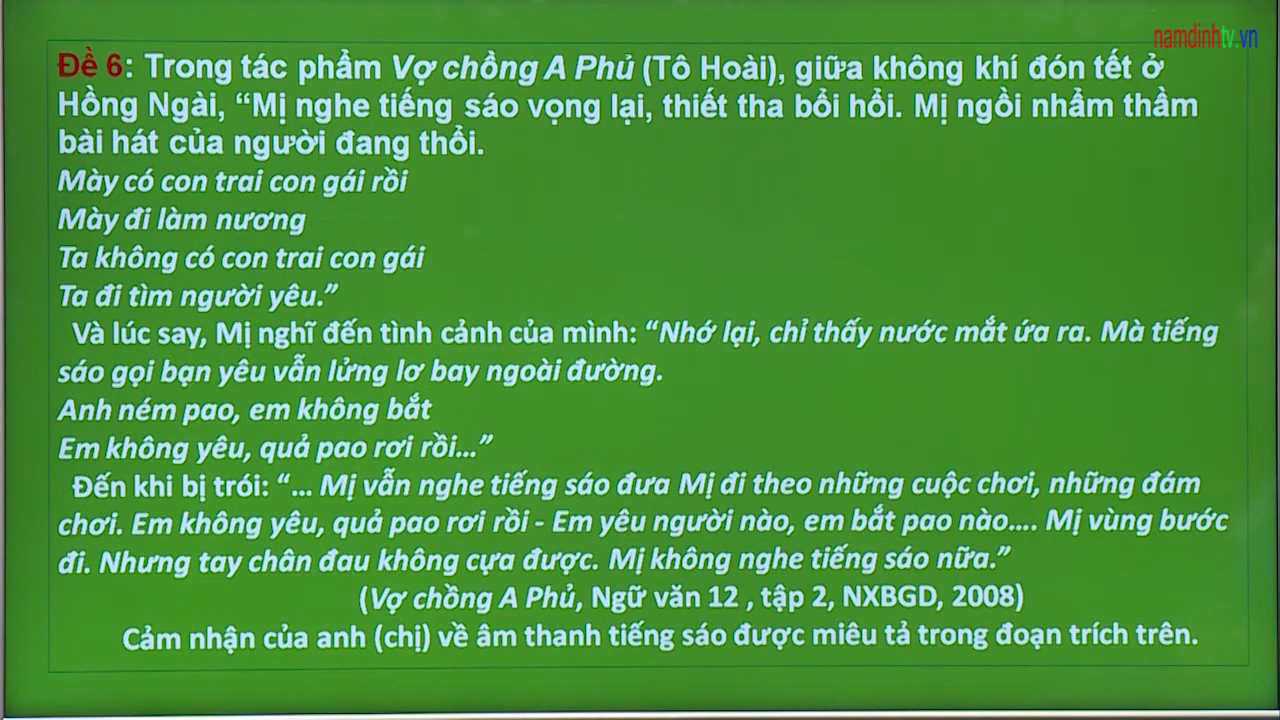 namdinhtv.vn
Đề 6: Trong tác phẩm Vợ chồng A Phủ (Tô Hoài), giữa không khí đón tết ở
Hồng Ngài, “Mị nghe tiếng sáo vọng lại, thiết tha bổi hổi. Mị ngồi nhẩm thầm
bài hát của người đang thổi.
Mày có con trai con gái rồi
Mày đi làm nương
Ta không có con trai con gái
Ta đi tìm người yêu.”
Và lúc say, Mị nghĩ đến tình cảnh của mình: “Nhớ lại, chỉ thấy nước mắt ứa ra. Mà tiếng
sáo gọi bạn yêu vẫn lửng lơ bay ngoài đường.
Anh ném pao, em không bắt
Em không yêu, quả pao rơi rồi…”
Đến khi bị trói: “… Mị vẫn nghe tiếng sáo đưa Mị đi theo những cuộc chơi, những đám
chơi. Em không yêu, quả pao rơi rồi - Em yêu người nào, em bắt pao nào…. Mị vùng bước
đi. Nhưng tay chân đau không cựa được. Mị không nghe tiếng sáo nữa.”
(Vợ chồng A Phủ, Ngữ văn 12 , tập 2, NXBGD, 2008)
Cảm nhận của anh (chị) về âm thanh tiếng sáo được miêu tả trong đoạn trích trên.